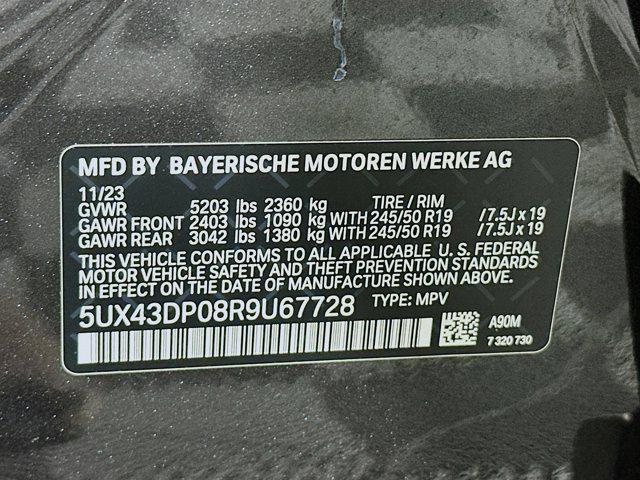 MFD BY BAYERISCHE MOTOREN WERKE AG
11/23
GVWR 5203 lbs 2360 kg TIRE / RIM
GAWR FRONT 2403 lbs 1090 kg WITH 245/50 R19 / 7.5J x 19
GAWR REAR 3042 lbs 1380 kg WITH 245/50 R19 / 7.5J x 19
THIS VEHICLE CONFORMS TO ALL APPLICABLE U. S. FEDERAL
MOTOR VEHICLE SAFETY AND THEFT PREVENTION STANDARDS
IN EFFECT ON THE DATE OF MANUFACTURE SHOWN ABOVE.
5UX43DP08R9U67728 TYPE: MPV
A90M
7 320 730